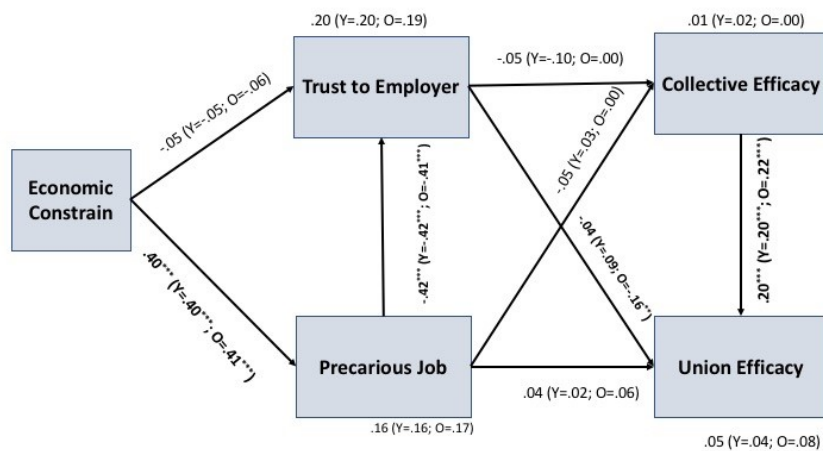 .20 (Y=.20; O=.19)
.01 (Y=.02; O=.00)
Trust to Employer
-.05 (Y=-.10; O=.00)
Collective Efficacy
-.05 (Y=-.05; O=-.06)
Economic
Constrain
-.42*** (Y=-.42***; O=-.41***)
-.05 (Y=.03; O=.00)
-.04 (Y=.09; O=-.16**)
.20*** (Y=.20***; O=.22***)
.40*** (Y=.40***; O=.41***)
Precarious Job
Union Efficacy
.04 (Y=.02; O=.06)
.16 (Y=.16; O=.17)
.05 (Y=.04; O=.08)